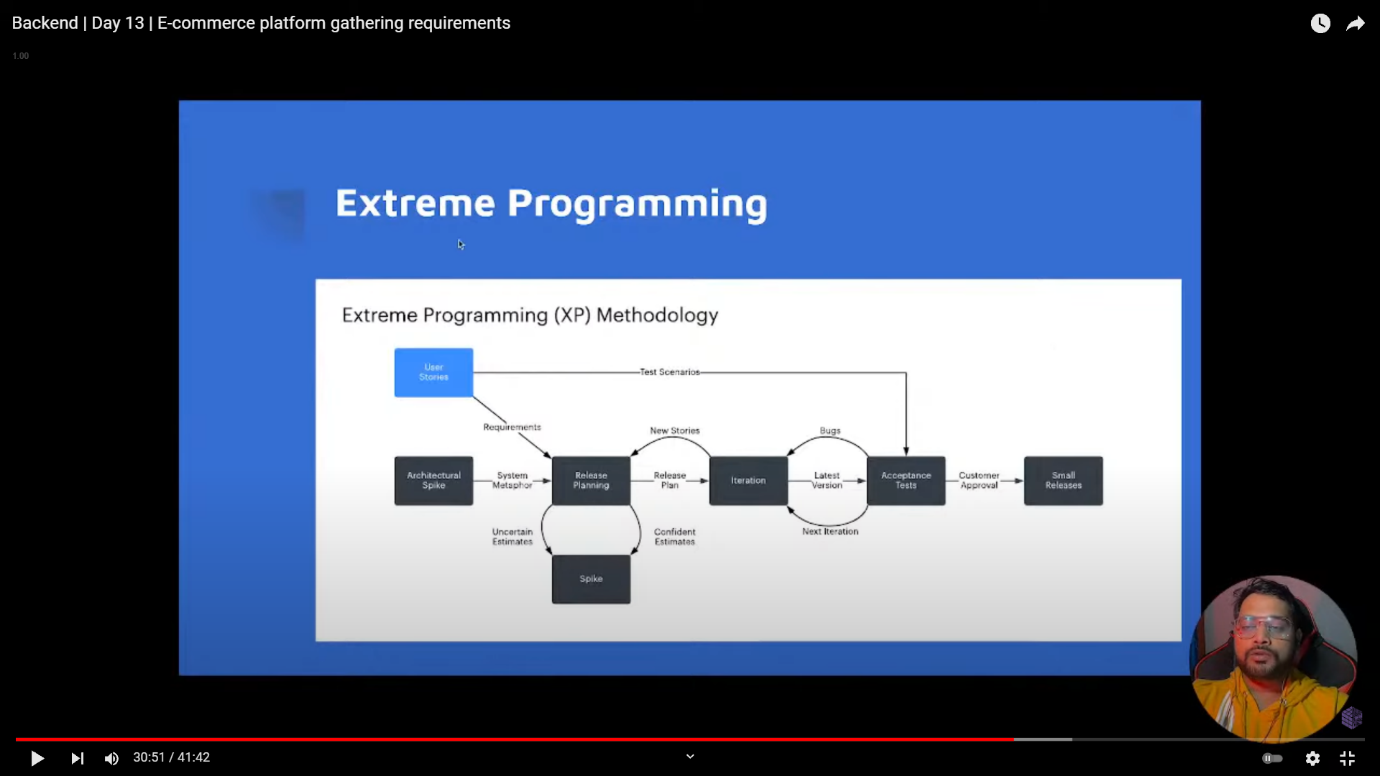 Backend | Day 13 | E-commerce platform gathering requirements
1.00
Extreme Programming
Extreme Programming (XP) Methodology
User
Stories
Test Scenarios
Requirements
New Stories
Bugs
Architectural
Spike
System
Metaphor
Release
Planning
Release
Plan
Iteration
Latest
Version
Acceptance
Tests
Customer
Approval
Small
Releases
Uncertain
Estimates
Confident
Estimates
Next Iteration
Spike
30:51 / 41:42